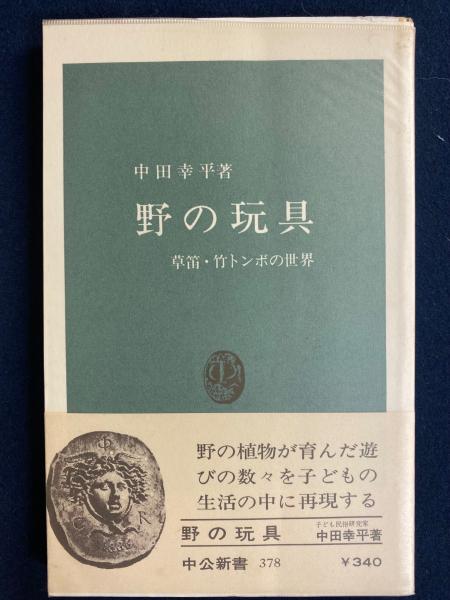 中田幸平著
野の玩具
草笛・竹トンボの世界
野の植物が育んだ遊
びの数々を子どもの
生活の中に再現する
野の玩具
子ども民俗研究家
中田幸平著
中公新書 378
¥340